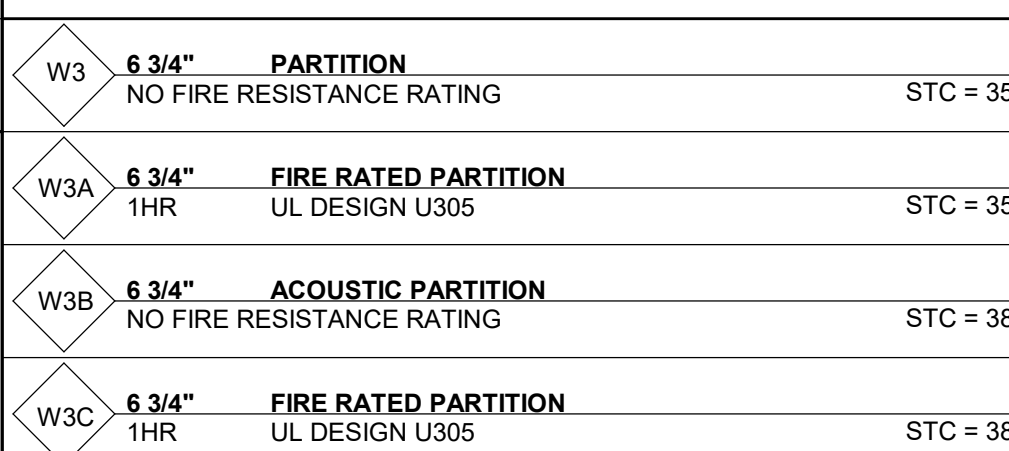 W3 6 3/4" PARTITION
NO FIRE RESISTANCE RATING STC = 35
W3A 6 3/4" FIRE RATED PARTITION
1HR UL DESIGN U305 STC = 35
W3B 6 3/4" ACOUSTIC PARTITION
NO FIRE RESISTANCE RATING STC = 38
W3C 6 3/4" FIRE RATED PARTITION
1HR UL DESIGN U305 STC = 38